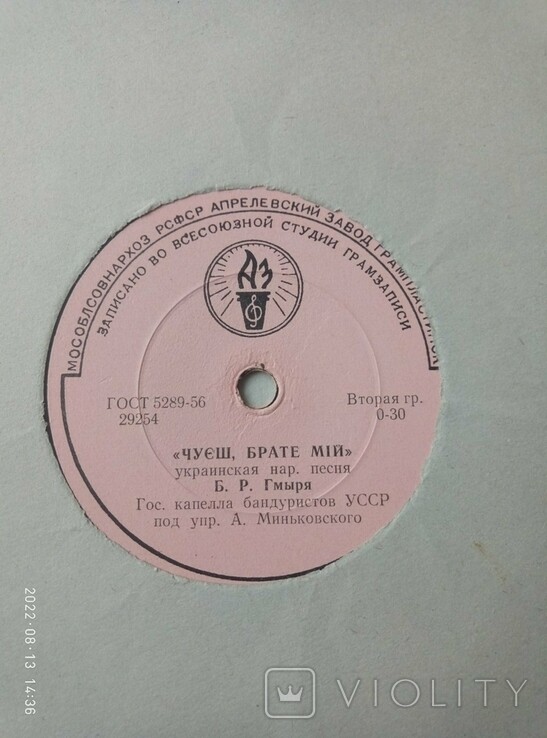 МОСОБЛСОВНАРХОЗ РСФСР АПРЕЛЕВСКИЙ ЗАВОД ГРАМПЛАСТИНОК
ЗАПИСАНО ВО ВСЕСОЮЗНОЙ СТУДИИ ГРАМЗАПИСИ
АЗ
ГОСТ 5289-56
29254
Вторая гр.
0-30
«ЧУЄШ, БРАТЕ МІЙ»
украинская нар. песня
Б. Р. Гмыря
Гос. капелла бандуристов УССР
под упр. А. Миньковского
2022-08-13 14:36
VIOLITY